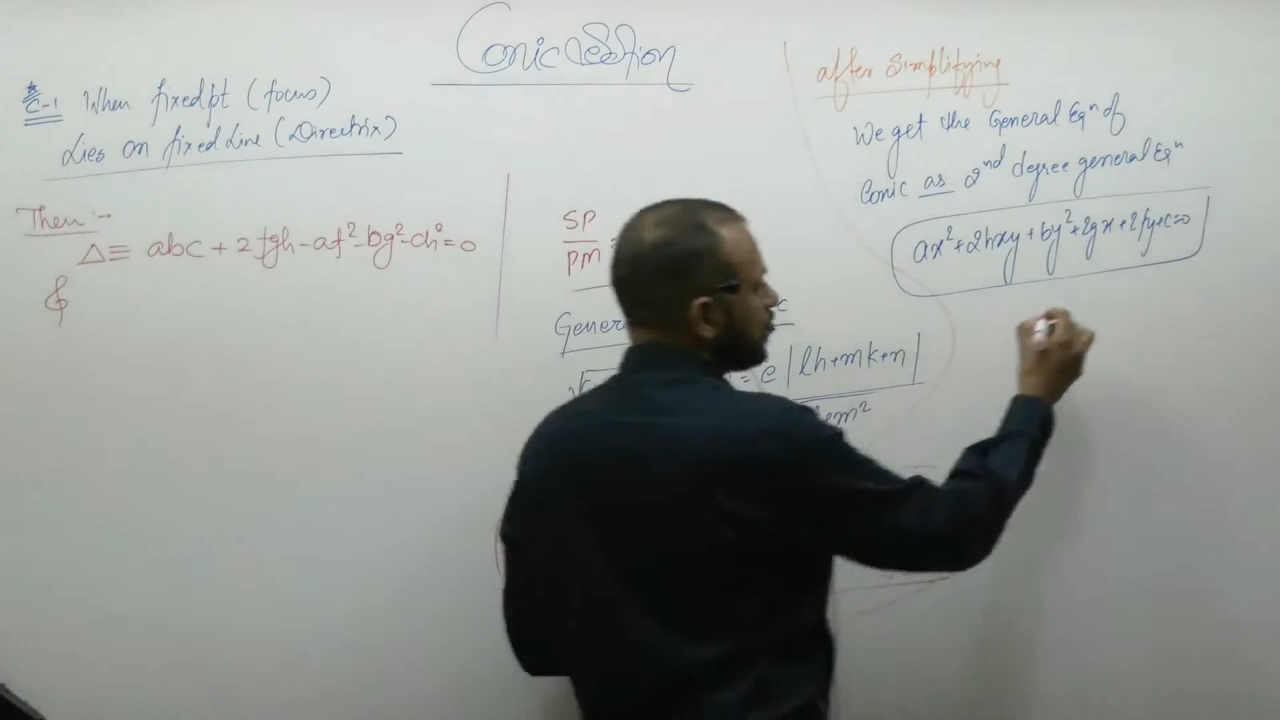 Conic Section
* C-1 When fixed pt (focus)
Lies on fixed Line (Directrix)
Then :-
Δ ≡ abc + 2fgh - af² - bg² - ch² = 0
&
SP
PM =
General
= e |lh+mk+n|
m²
after Simplifying
We get the General Eqⁿ of
Conic as 2nd degree general Eqⁿ
ax² + 2hxy + by² + 2gx + 2fy + c = 0